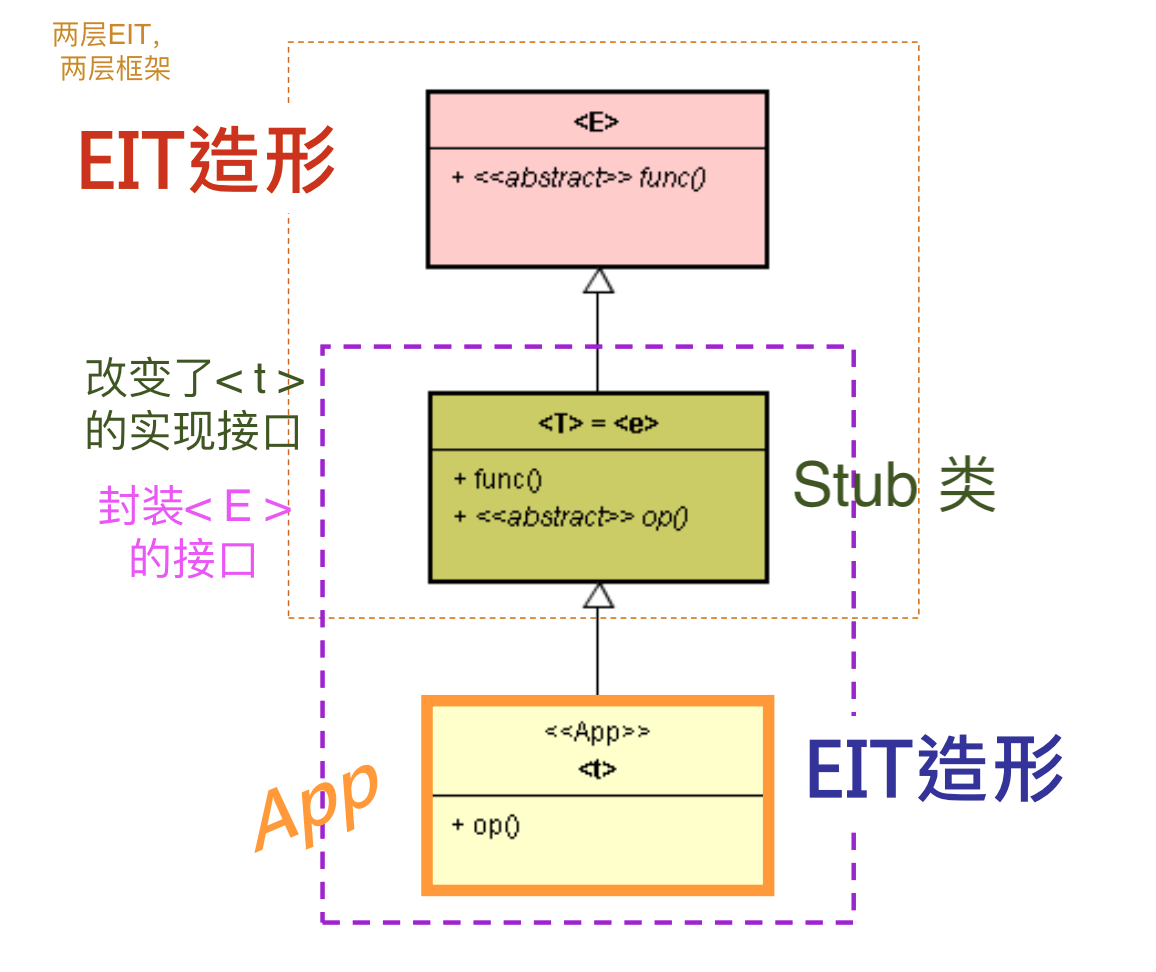 两层EIT,
两层框架
EIT造形
<E>
+ <<abstract>> func()
改变了< t >
的实现接口
封装< E >
的接口
<T> = <e>
+ func()
+ <<abstract>> op()
Stub 类
<<App>>
<t>
+ op()
App
EIT造形